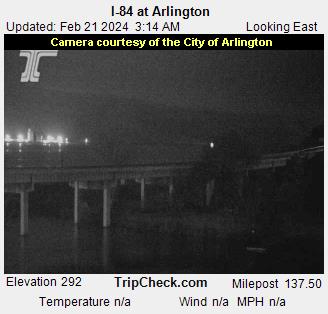 I-84 at Arlington
Updated: Feb 21 2024 3:14 AM Looking East
Camera courtesy of the City of Arlington
Elevation 292 TripCheck.com Milepost 137.50
Temperature n/a Wind n/a MPH n/a